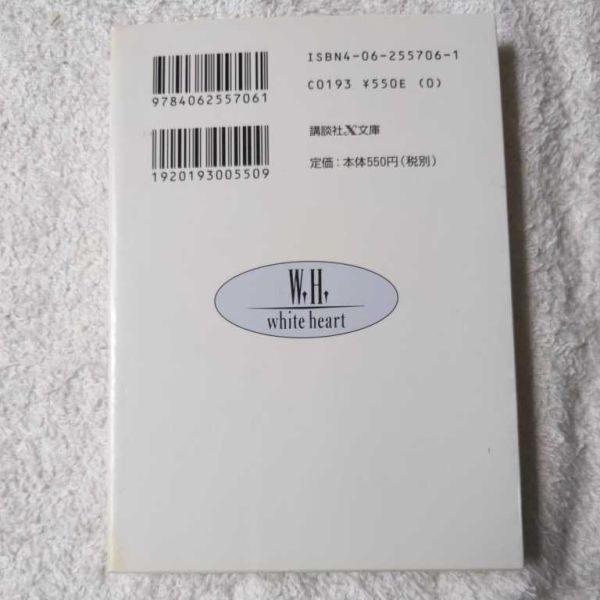 ISBN4-06-255706-1
9784062557061
C0193 ¥550E (0)
講談社X文庫
1920193005509
定価:本体550円(税別)
W.H.
white heart